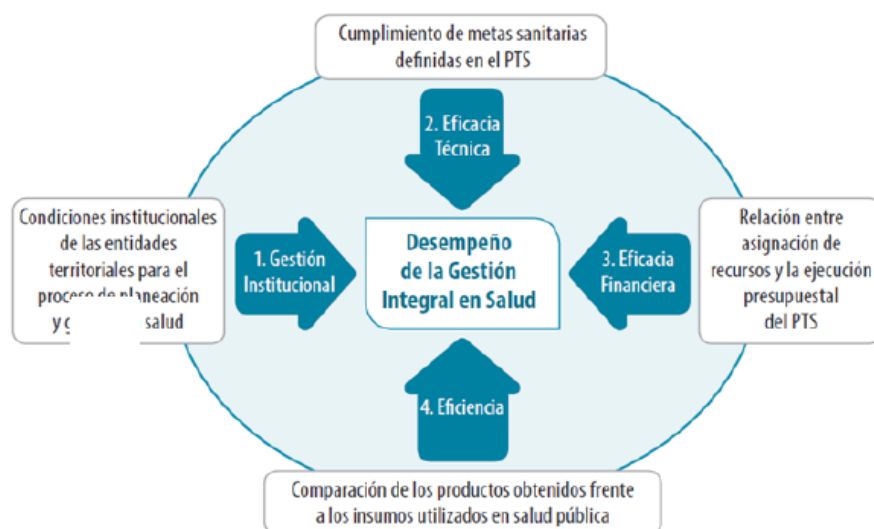 Cumplimiento de metas sanitarias
definidas en el PTS
2. Eficacia
Técnica
Condiciones institucionales
de las entidades
territoriales para el
proceso de planeación
y salud
1. Gestión
Institucional
Desempeño
de la Gestión
Integral en Salud
3. Eficacia
Financiera
Relación entre
asignación de
recursos y la ejecución
presupuestal
del PTS
4. Eficiencia
Comparación de los productos obtenidos frente
a los insumos utilizados en salud pública